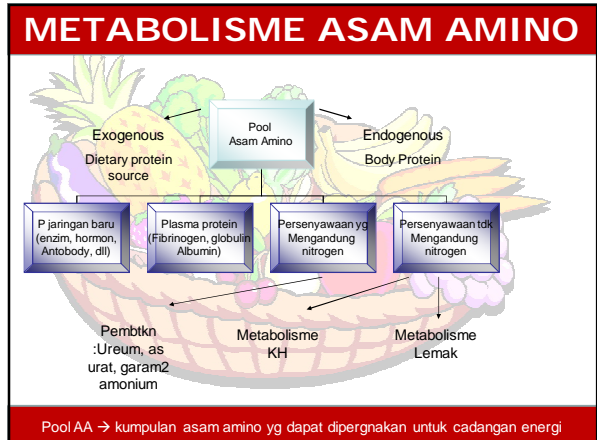 METABOLISME ASAM AMINO
Pool
Asam Amino
Exogenous
Dietary protein
source
Endogenous
Body Protein
P jaringan baru
(enzim, hormon,
Antobody, dll)
Plasma protein
(Fibrinogen, globulin
Albumin)
Persenyawaan yg
Mengandung
nitrogen
Persenyawaan tdk
Mengandung
nitrogen
Pembtkn
:Ureum, as
urat, garam2
amonium
Metabolisme
KH
Metabolisme
Lemak
Pool AA → kumpulan asam amino yg dapat dipergnakan untuk cadangan energi